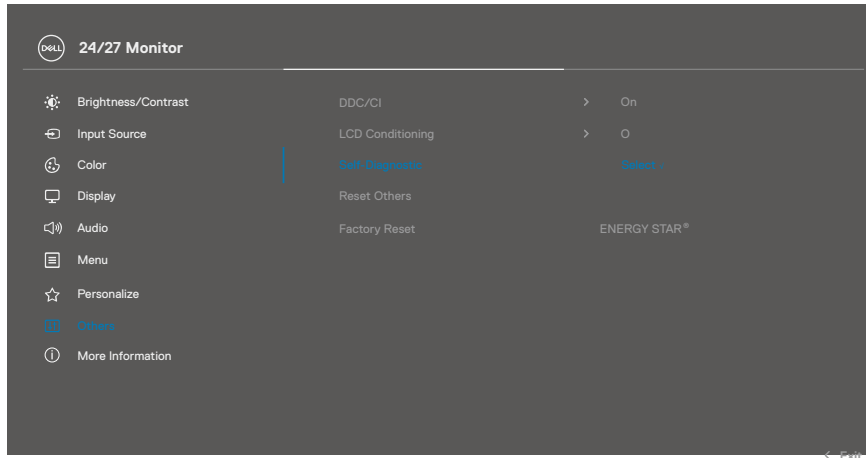 DELL 24/27 Monitor
Brightness/Contrast DDC/CI > On
Input Source LCD Conditioning > O
Color Self-Diagnostic Select
Display Reset Others
Audio Factory Reset ENERGY STAR®
Menu
Personalize
Others
More Information
Exit